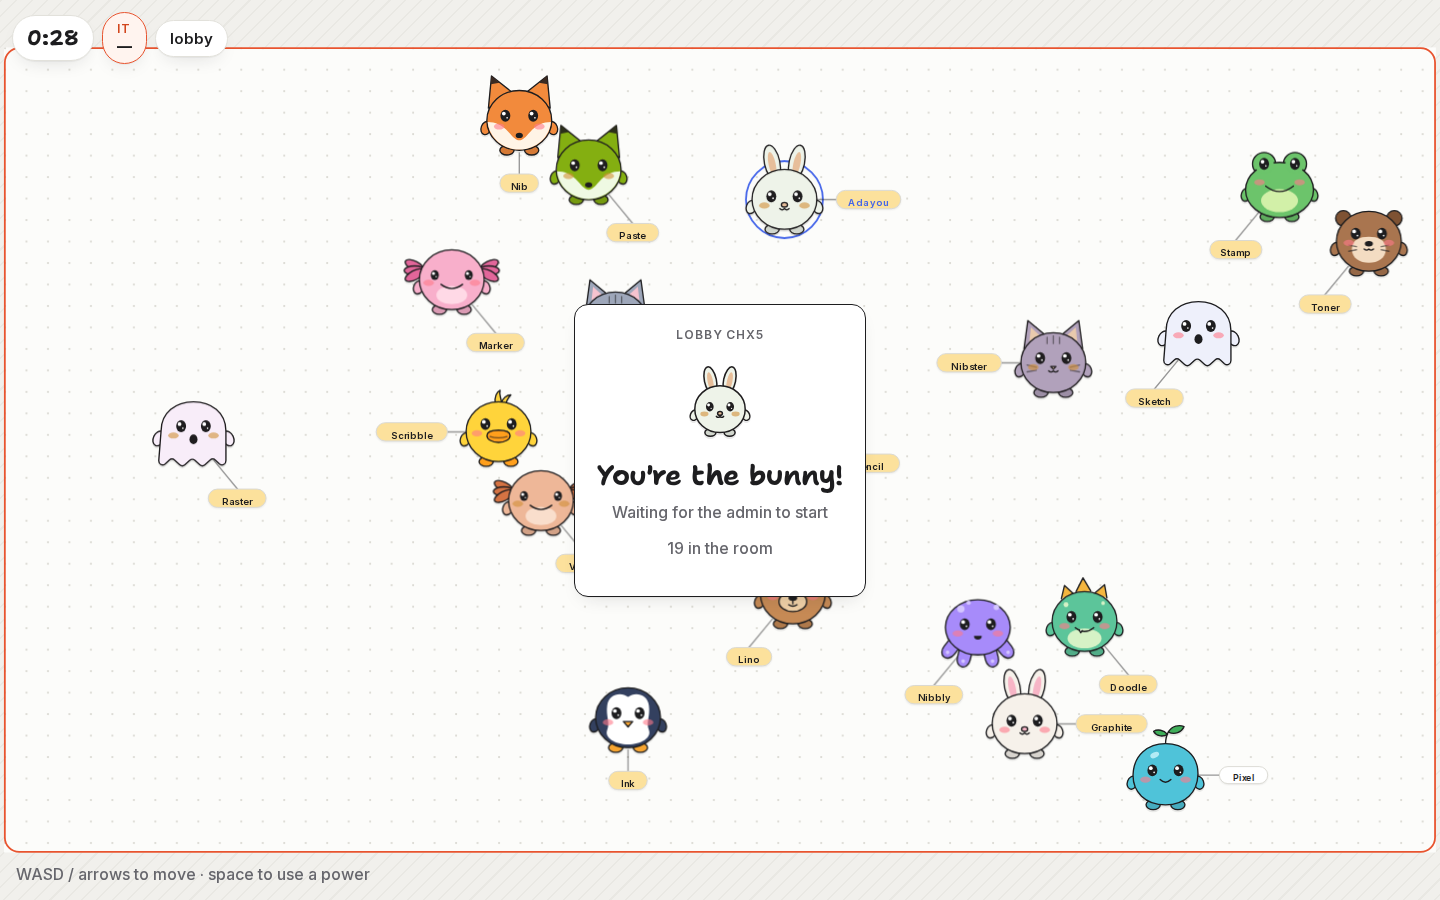 0:28
IT
—
lobby
Nib
Paste
Adayou
Stamp
Toner
Marker
Nibster
Sketch
Scribble
Raster
LOBBY CHX5
You're the bunny!
Waiting for the admin to start
19 in the room
Lino
Nibbly
Doodle
Graphite
Pixel
Ink
WASD / arrows to move · space to use a power